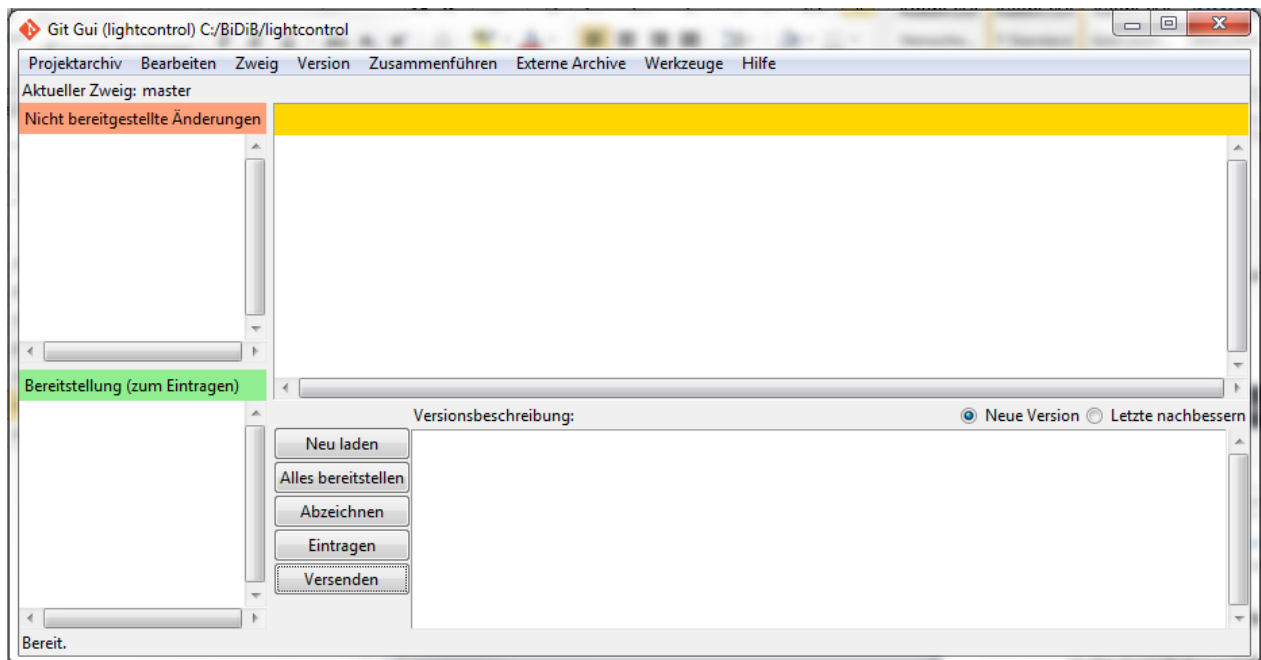 Git Gui (lightcontrol) C:/BiDiB/lightcontrol
Projektarchiv Bearbeiten Zweig Version Zusammenführen Externe Archive Werkzeuge Hilfe
Aktueller Zweig: master
Nicht bereitgestellte Änderungen
Bereitstellung (zum Eintragen)
Versionsbeschreibung: Neue Version Letzte nachbessern
Neu laden
Alles bereitstellen
Abzeichnen
Eintragen
Versenden
Bereit.